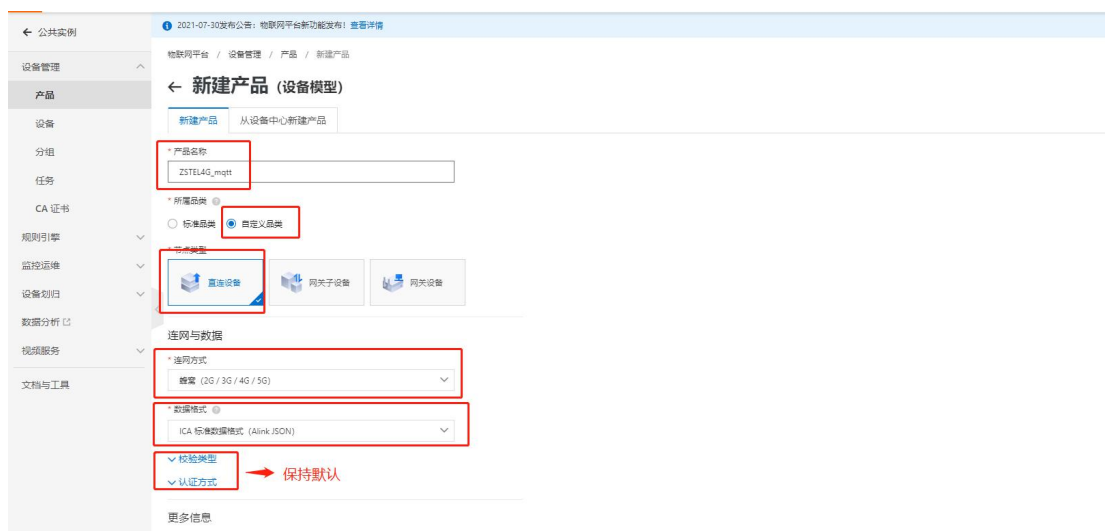 2021-07-30发布公告：物联网平台新功能发布！查看详情
← 公共实例
设备管理
产品
设备
分组
任务
CA 证书
规则引擎
监控运维
设备划归
数据分析
视频服务
文档与工具
物联网平台 / 设备管理 / 产品 / 新建产品
← 新建产品（设备模型）
新建产品 从设备中心新建产品
* 产品名称
ZSTEL4G_mqtt
* 所属品类
标准品类 自定义品类
* 节点类型
直连设备 网关子设备 网关设备
连网与数据
* 连网方式
蜂窝（2G / 3G / 4G / 5G）
* 数据格式
ICA 标准数据格式（Alink JSON）
校验类型
认证方式
保持默认
更多信息